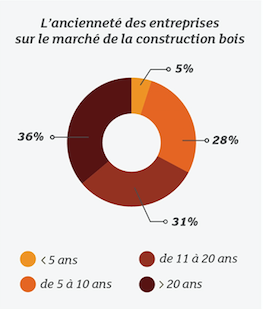 L'ancienneté des entreprises
sur le marché de la construction bois
5%
36%
28%
31%
< 5 ans
de 11 à 20 ans
de 5 à 10 ans
> 20 ans